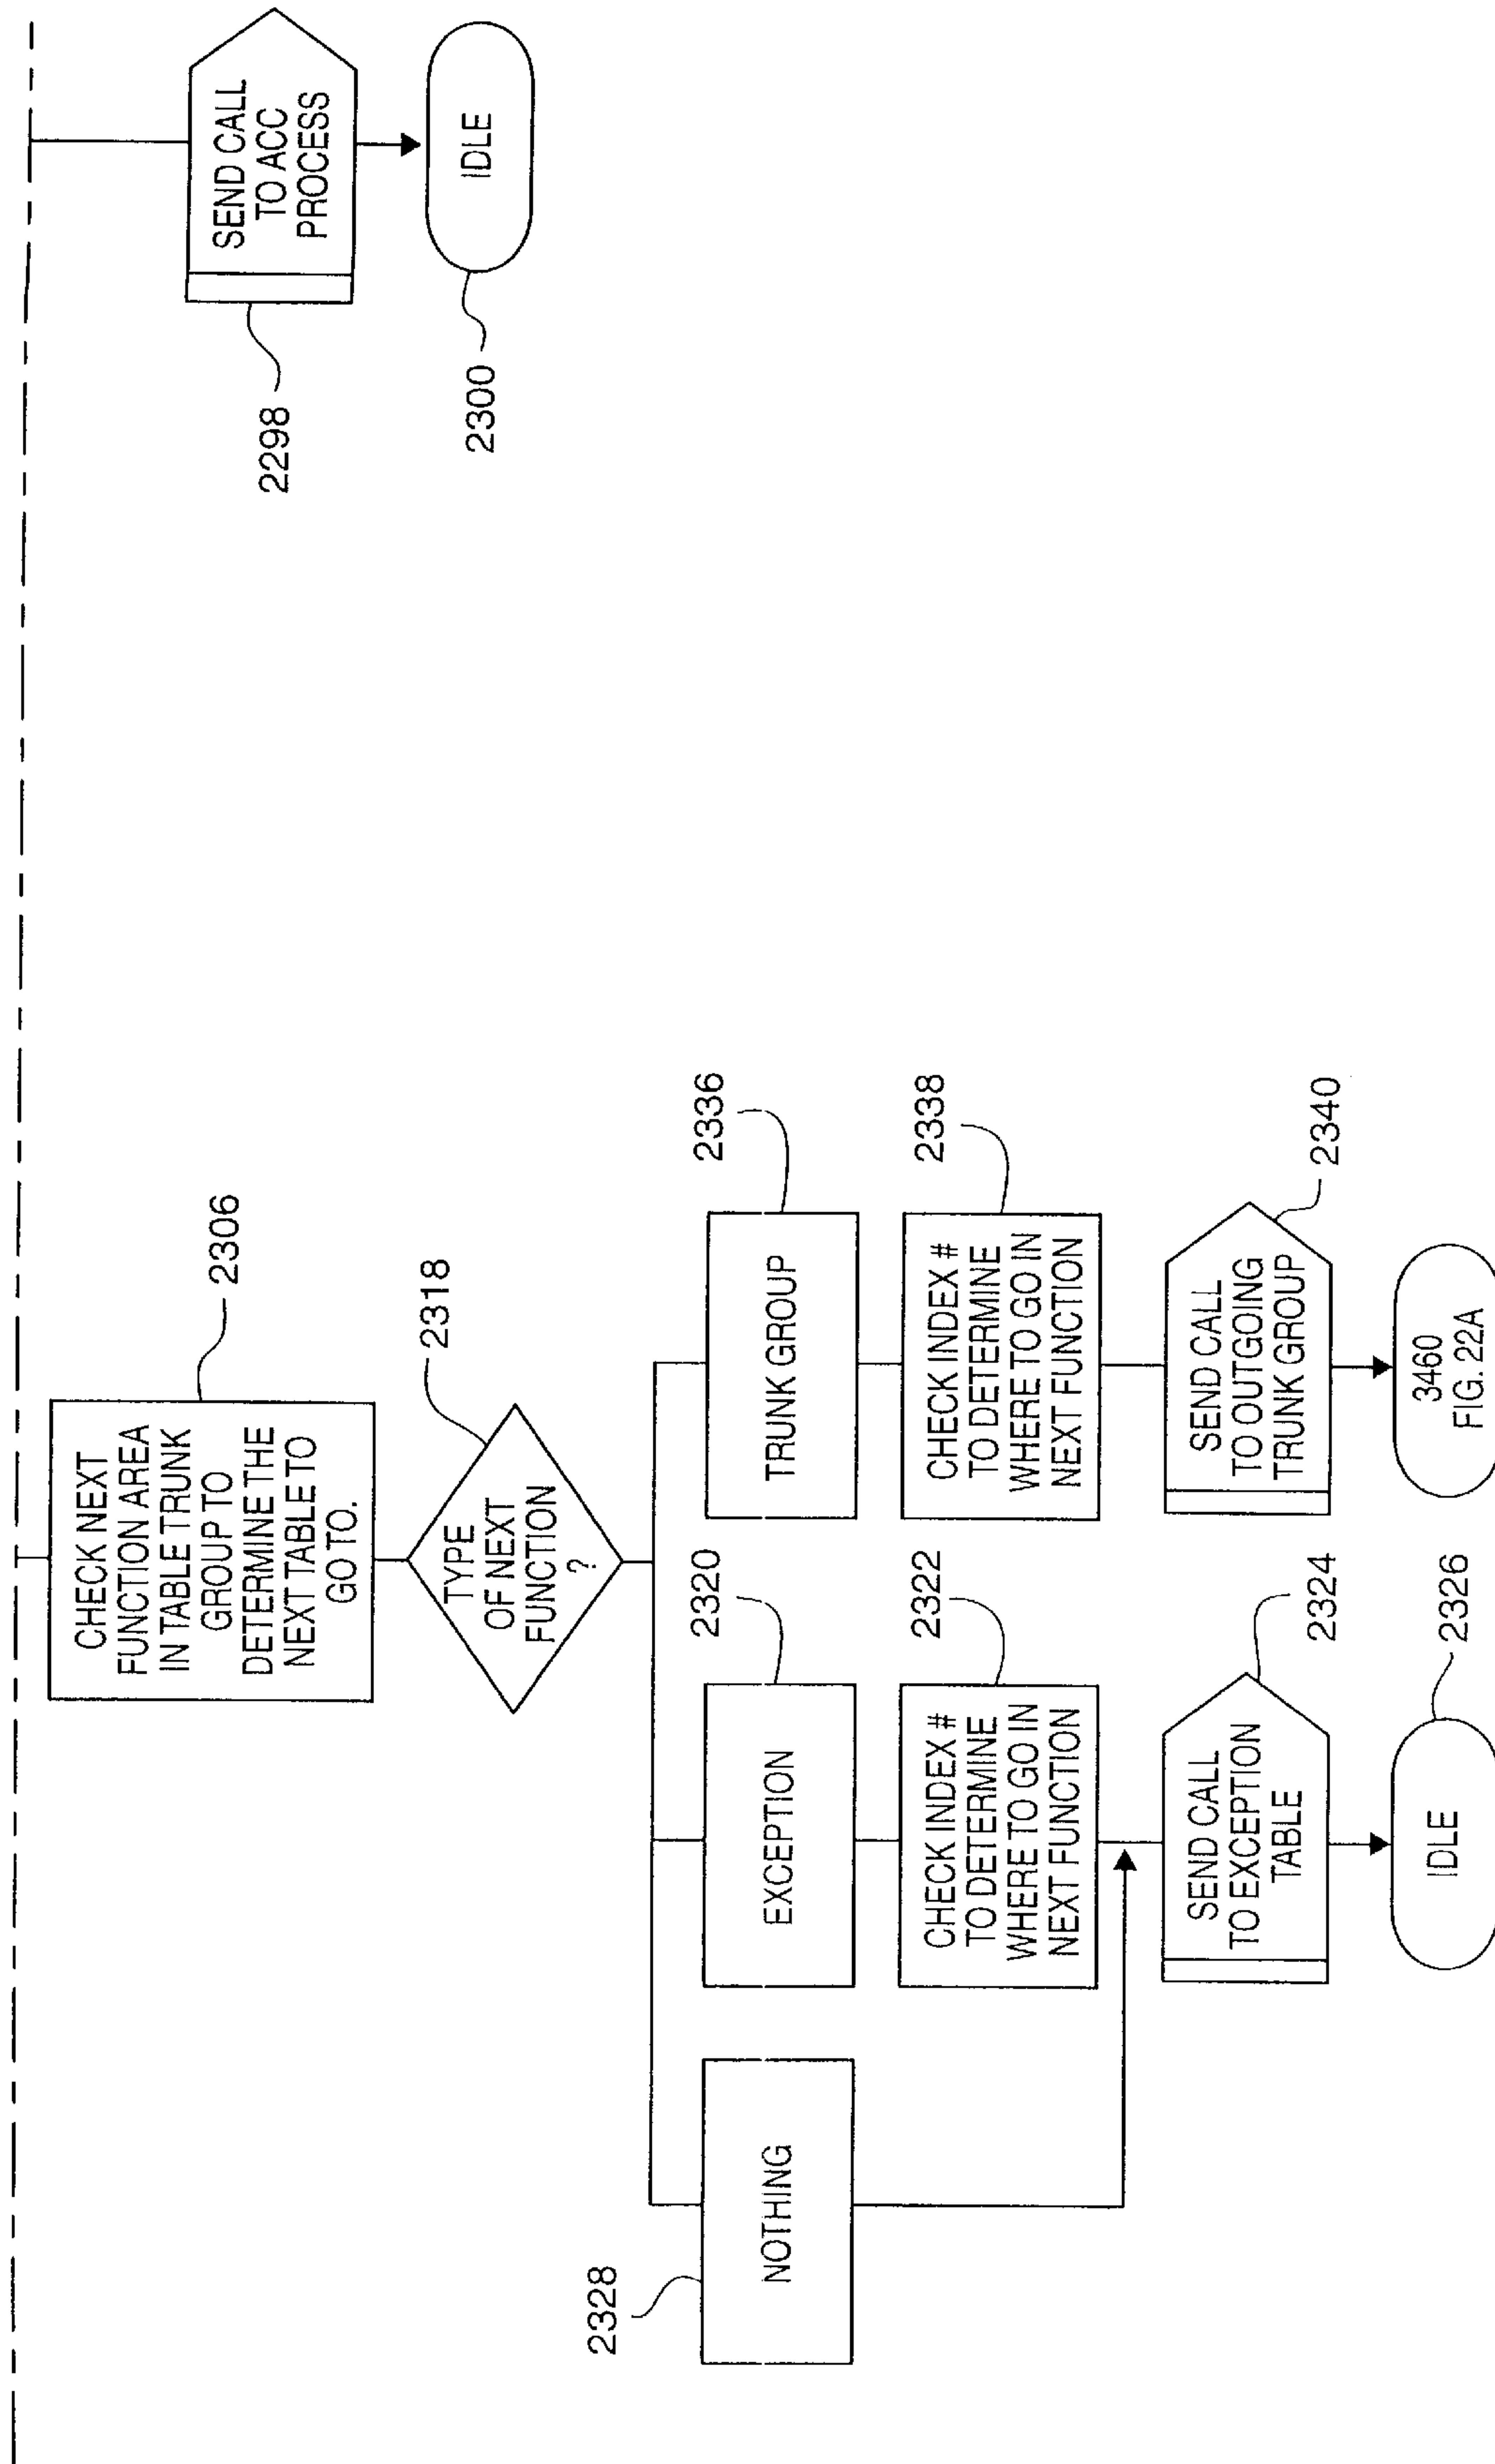 CHECK NEXT
FUNCTION AREA
IN TABLE TRUNK
GROUP TO
DETERMINE THE
NEXT TABLE TO
GO TO.
2306
TYPE
OF NEXT
FUNCTION
?
2318
NOTHING
2328
EXCEPTION
2320
TRUNK GROUP
2336
CHECK INDEX #
TO DETERMINE
WHERE TO GO IN
NEXT FUNCTION
2322
CHECK INDEX #
TO DETERMINE
WHERE TO GO IN
NEXT FUNCTION
2338
SEND CALL
TO EXCEPTION
TABLE
2324
SEND CALL
TO OUTGOING
TRUNK GROUP
2340
IDLE
2326
3460
FIG. 22A
SEND CALL
TO ACC
PROCESS
2298
IDLE
2300